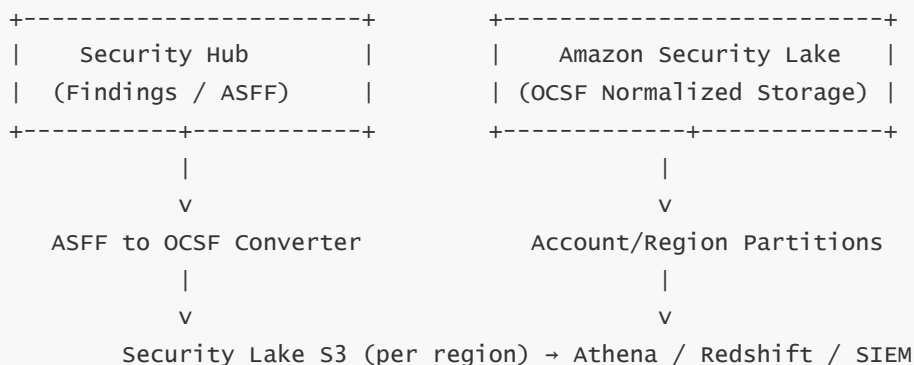 Security Hub
Amazon Security Lake
(Findings / ASFF)
(OCSF Normalized Storage)
ASFF to OCSF Converter
Account/Region Partitions
Security Lake S3 (per region) → Athena / Redshift / SIEM